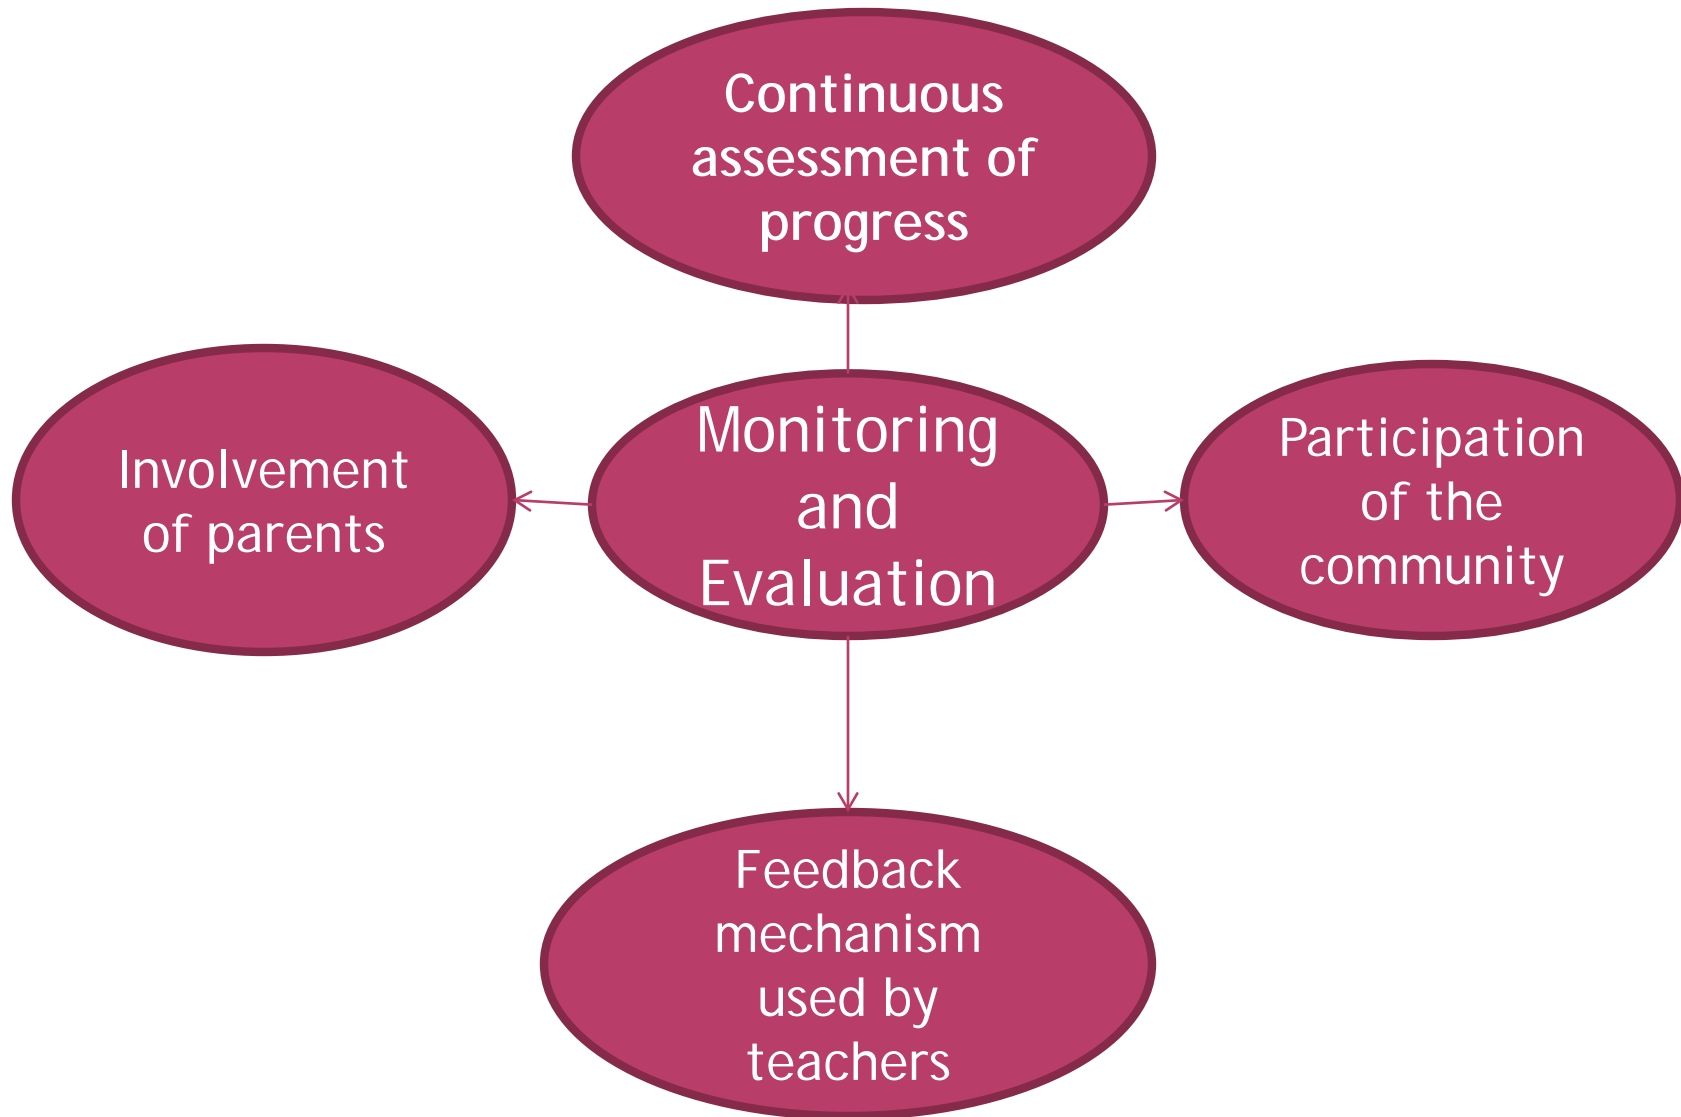 Continuous
assessment of
progress
Involvement
of parents
Monitoring
and
Evaluation
Participation
of the
community
Feedback
mechanism
used by
teachers